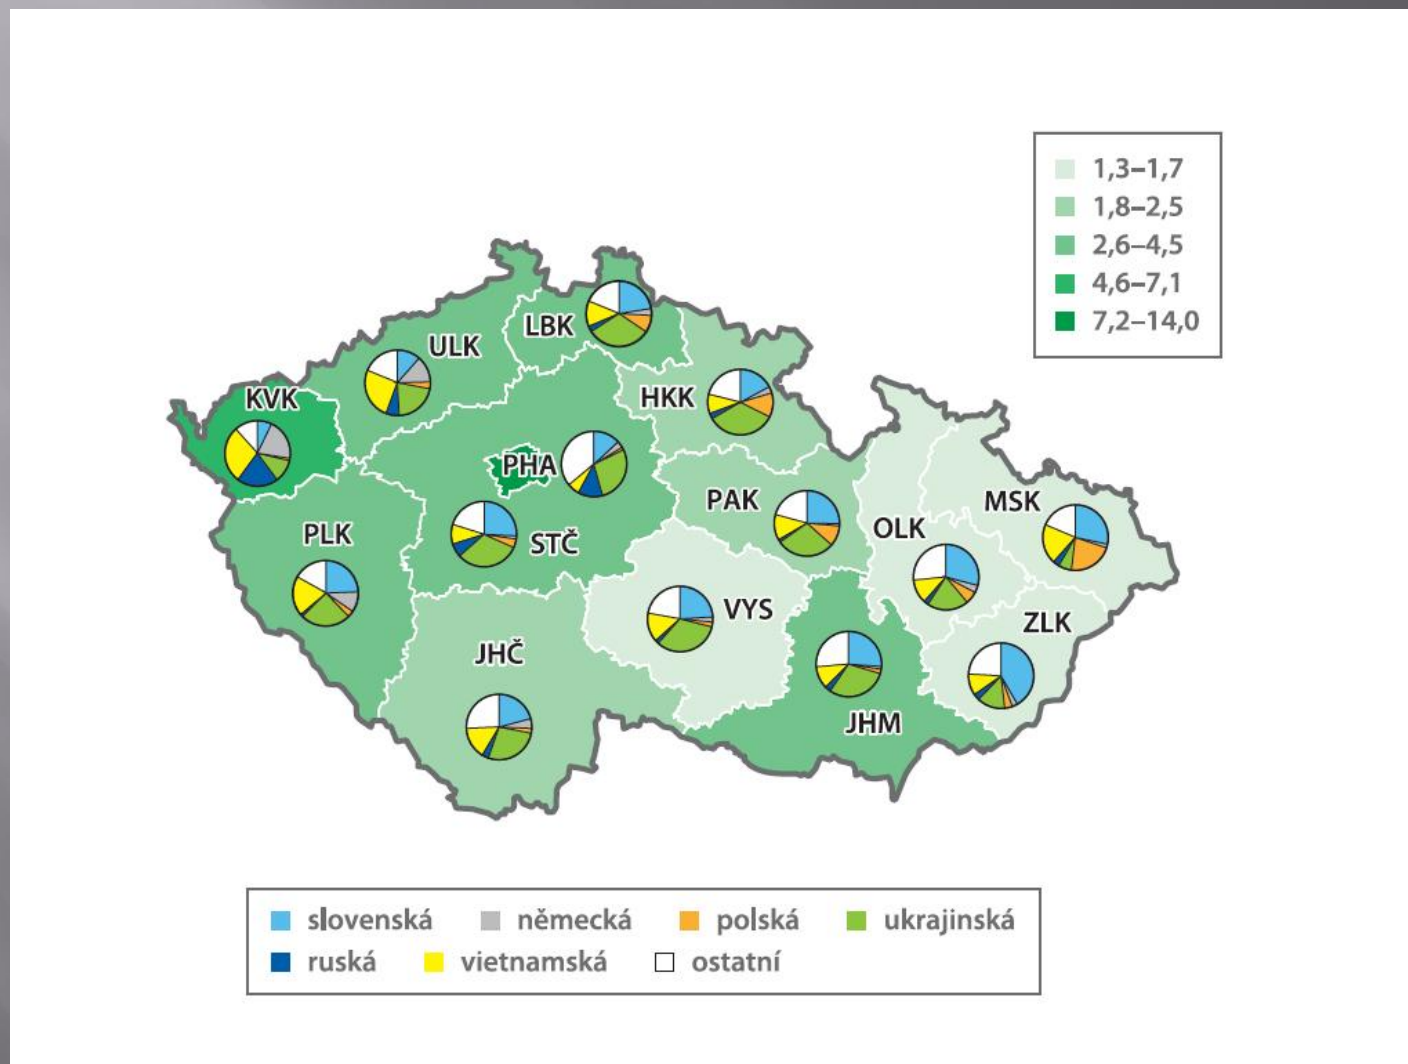 1,3–1,7
1,8–2,5
2,6–4,5
4,6–7,1
7,2–14,0
LBK
ULK
KVK
HKK
PHA
PAK
MSK
OLK
PLK
STČ
VYS
ZLK
JHČ
JHM
slovenská německá polská ukrajinská
ruská vietnamská ostatní